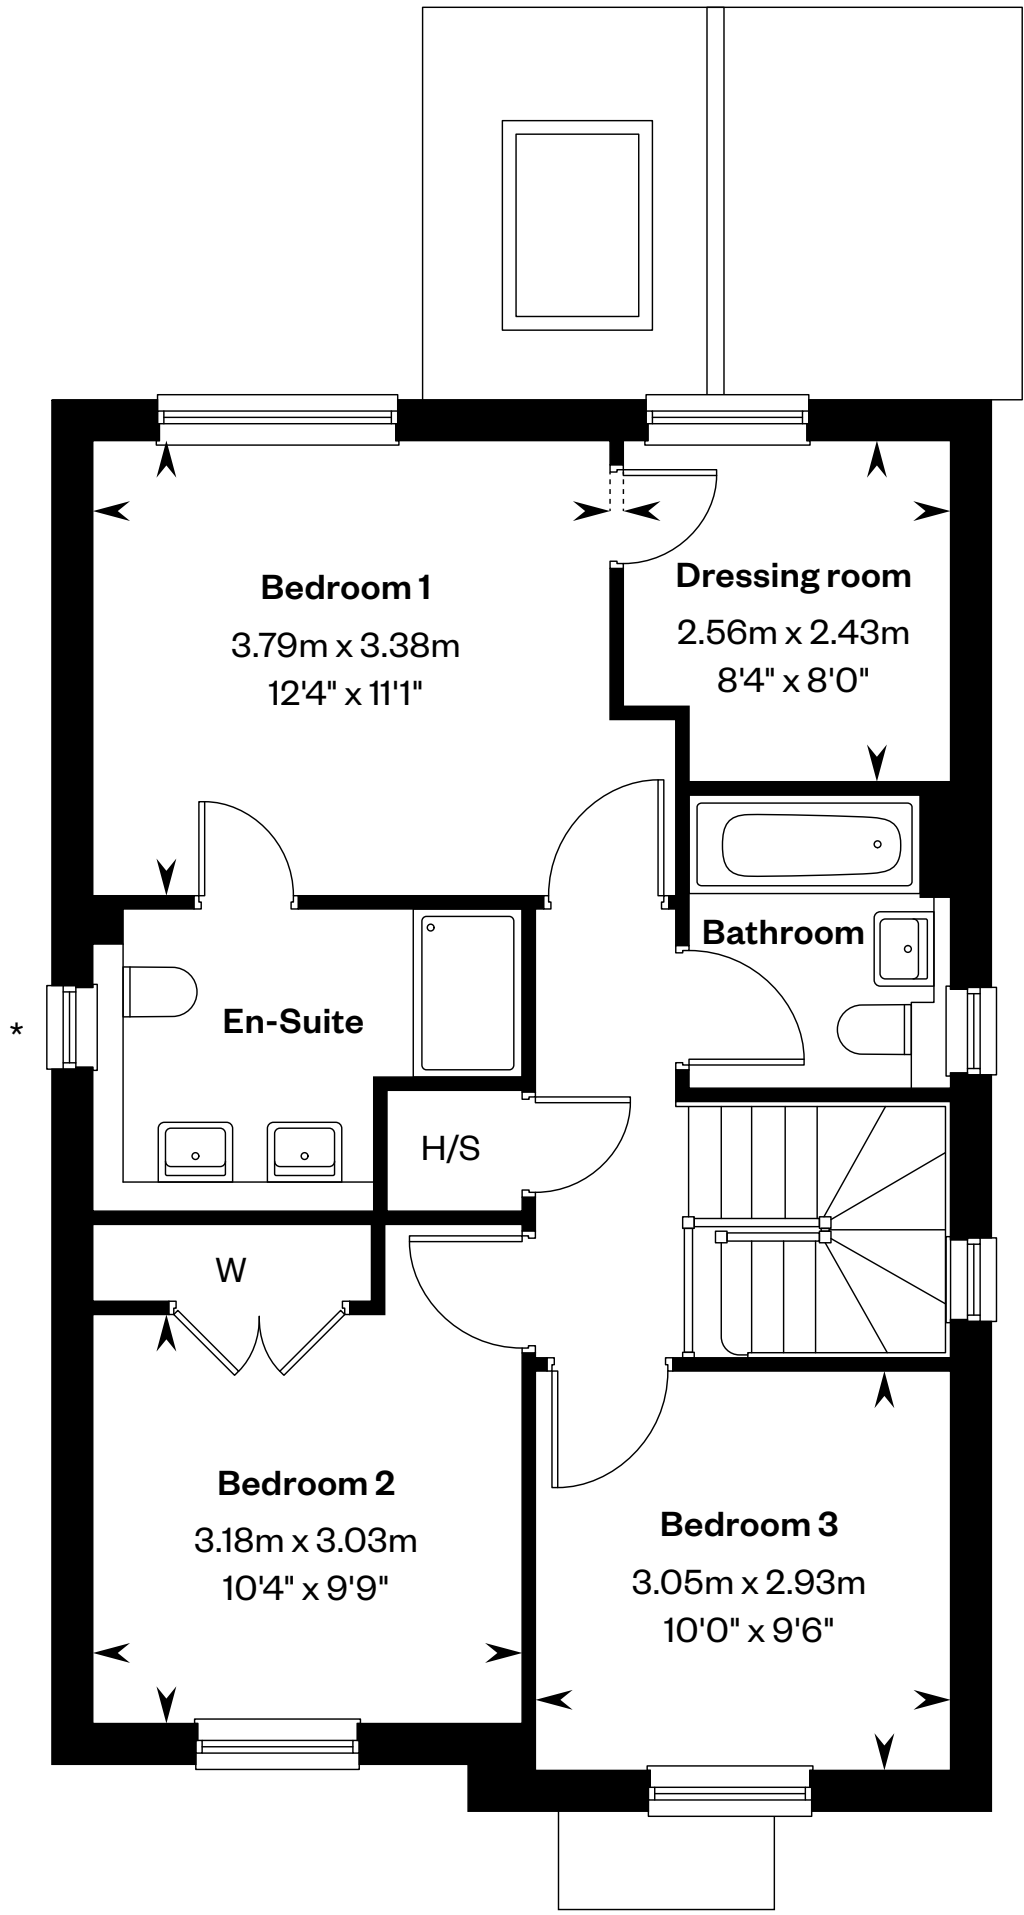 Bedroom 1
3.79m x 3.38m
12'4" x 11'1"
Dressing room
2.56m x 2.43m
8'4" x 8'0"
Bathroom
En-Suite
*
H/S
W
Bedroom 2
3.18m x 3.03m
10'4" x 9'9"
Bedroom 3
3.05m x 2.93m
10'0" x 9'6"